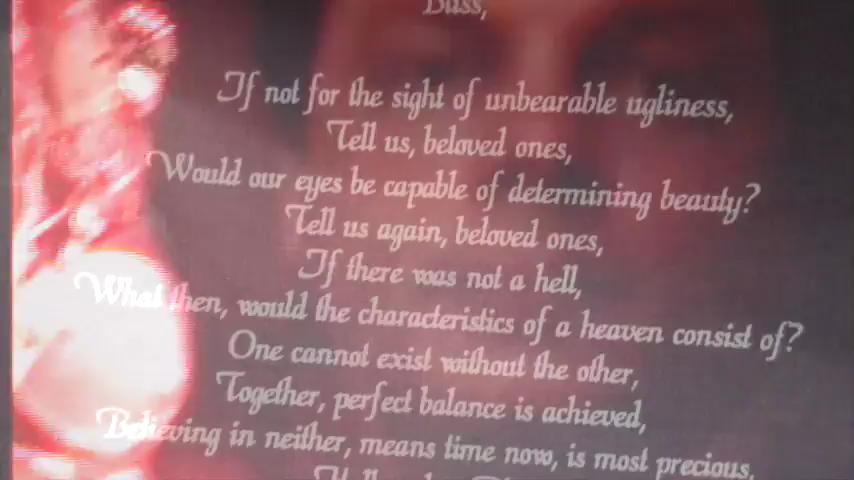 If not for the sight of unbearable ugliness,
Tell us, beloved ones,
Would our eyes be capable of determining beauty?
Tell us again, beloved ones,
If there was not a hell,
What then, would the characteristics of a heaven consist of?
One cannot exist without the other,
Together, perfect balance is achieved,
Believing in neither, means time now, is most precious,